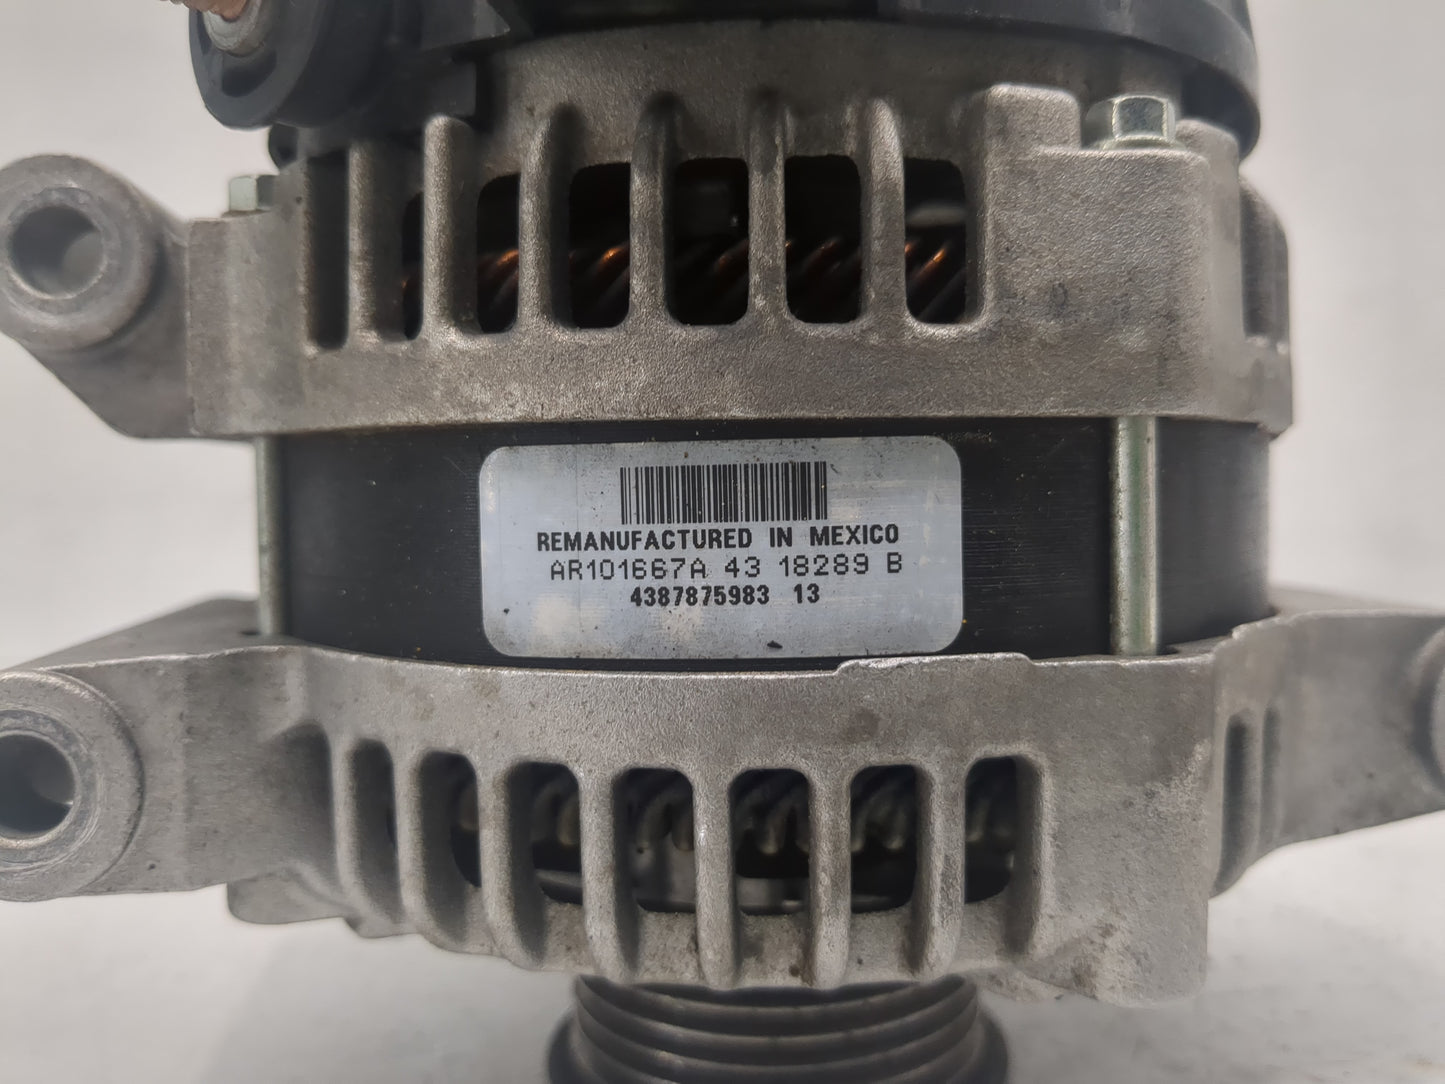 REMANUFACTURED IN MEXICO
AR101667A 43 18289 B
4387875983 13